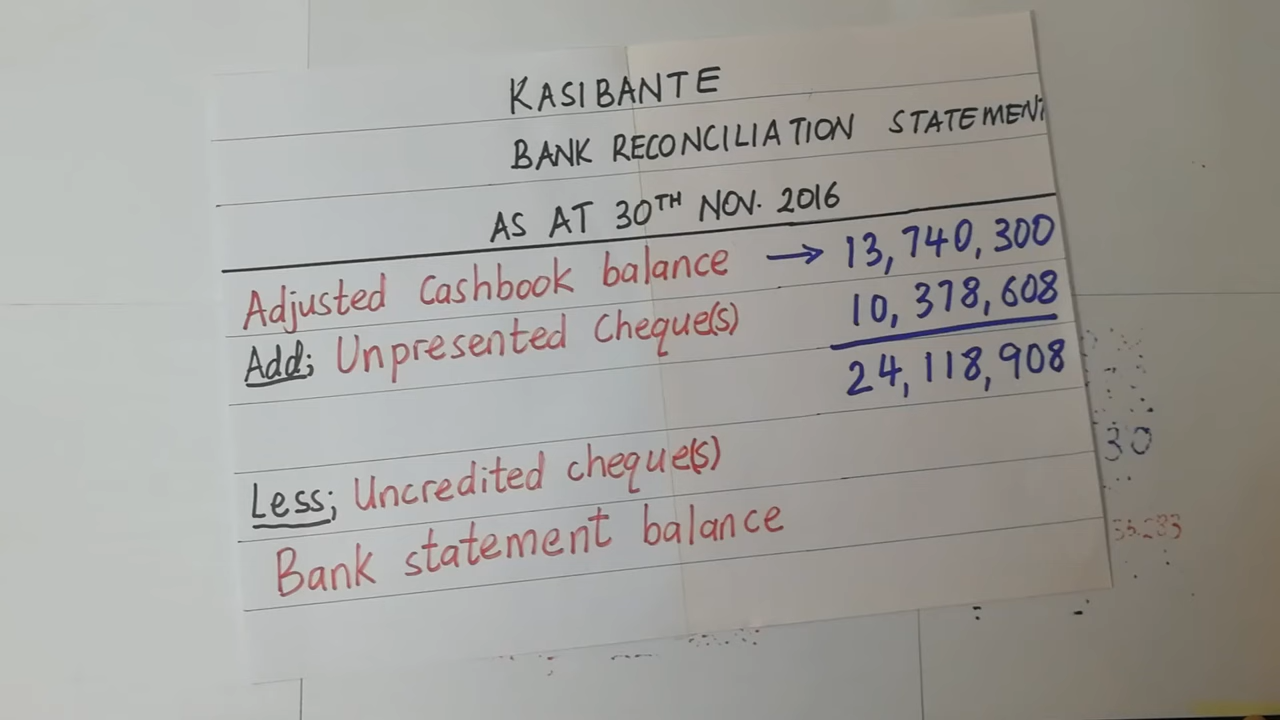 KASIBANTE
BANK RECONCILIATION STATEMENT
AS AT 30TH NOV. 2016
Adjusted Cashbook balance → 13,740,300
Add; Unpresented Cheque(s) 10,378,608
24,118,908
Less; Uncredited cheque(s)
Bank statement balance
30